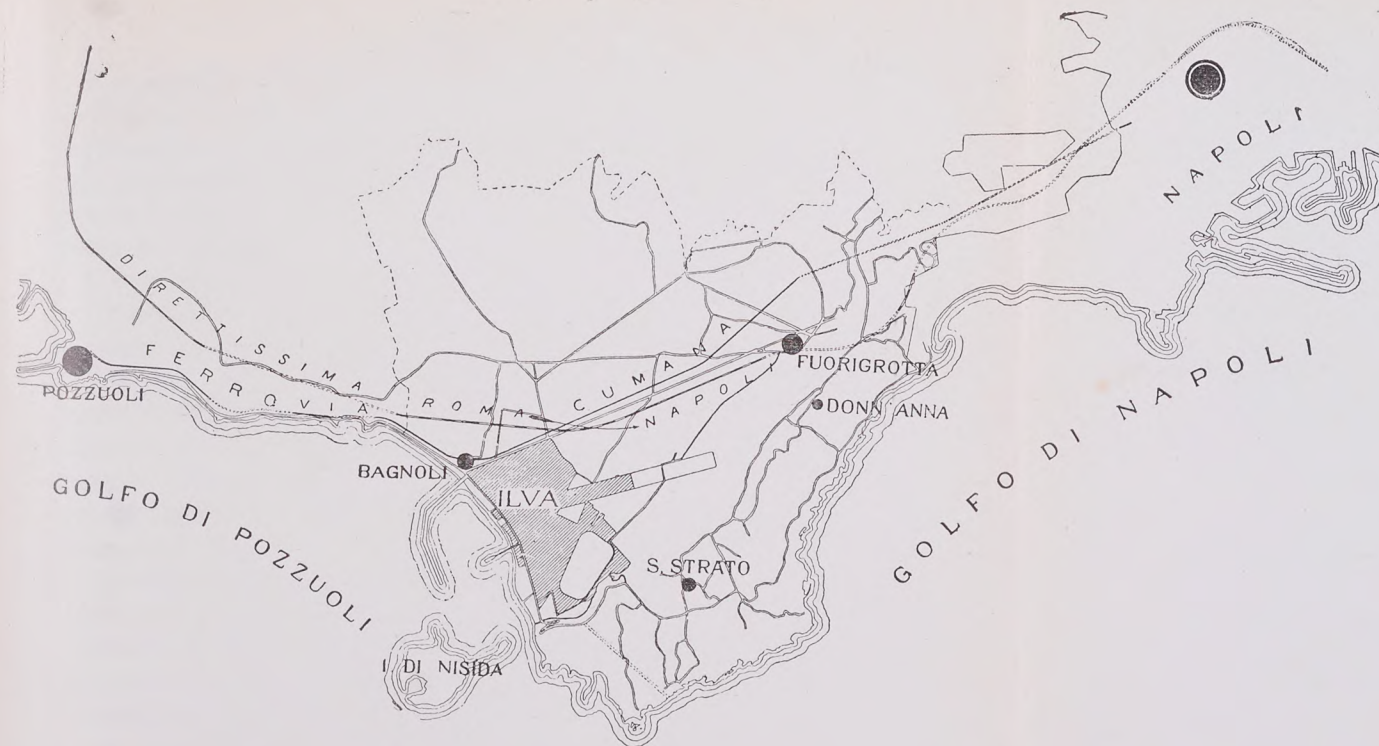 NAPOLI
DIRETTISSIMA ROMA NAPOLI
FERROVIA CUMANA
POZZUOLI
FUORIGROTTA
DONN ANNA
BAGNOLI
ILVA
GOLFO DI POZZUOLI
GOLFO DI NAPOLI
S. STRATO
I DI NISIDA